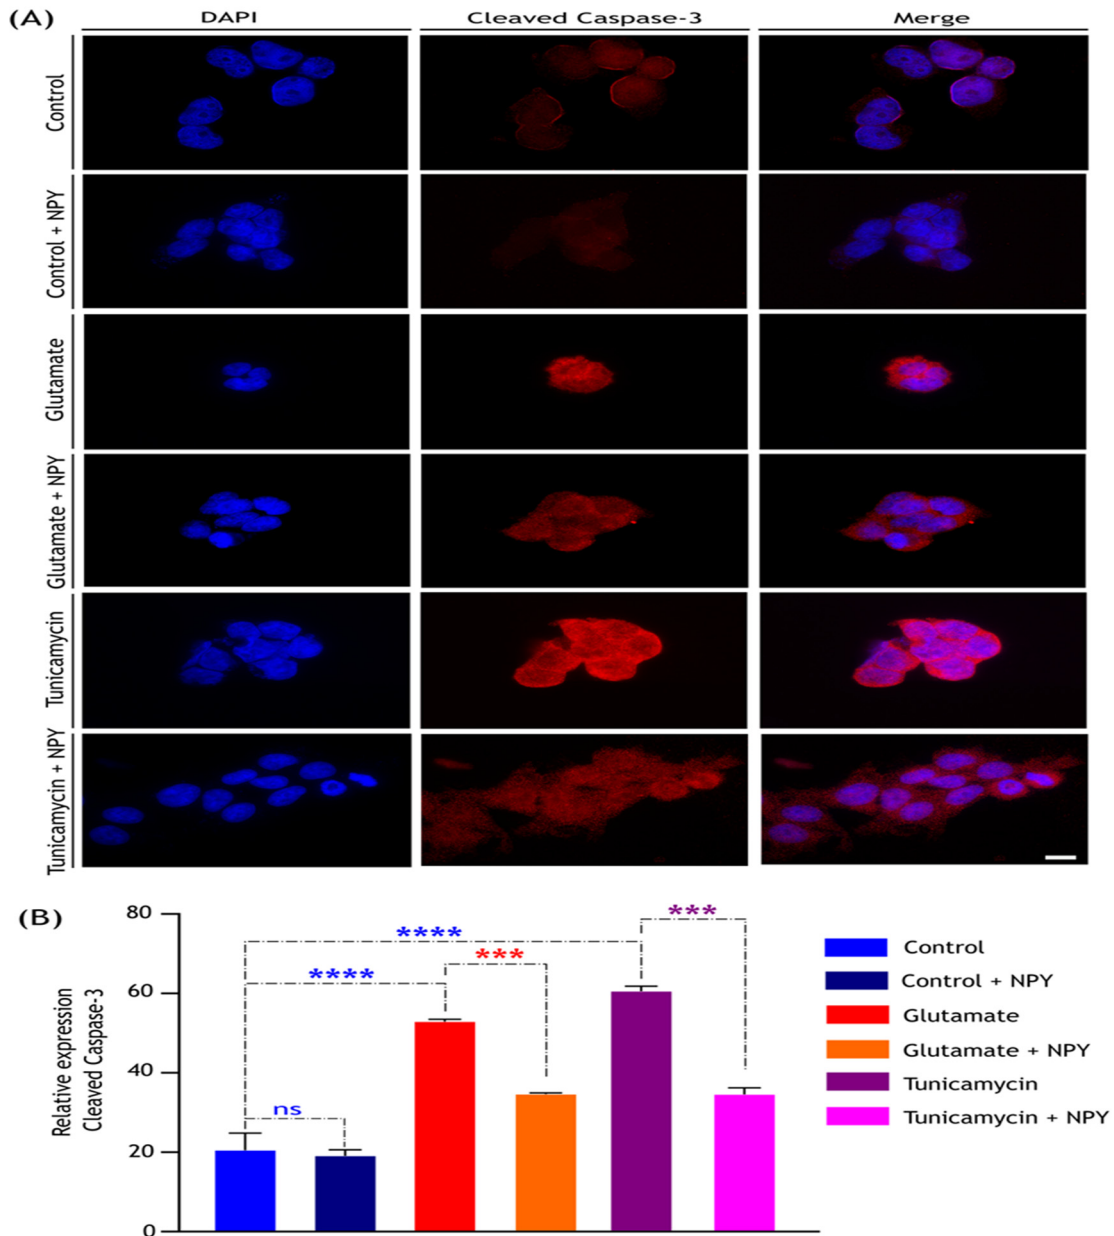 (A)
DAPI Cleaved Caspase-3 Merge
Control
Control + NPY
Glutamate
Glutamate + NPY
Tunicamycin
Tunicamycin + NPY
(B)
Relative expression
Cleaved Caspase-3
80
60
40
20
0
ns
****
****
***
***
Control
Control + NPY
Glutamate
Glutamate + NPY
Tunicamycin
Tunicamycin + NPY